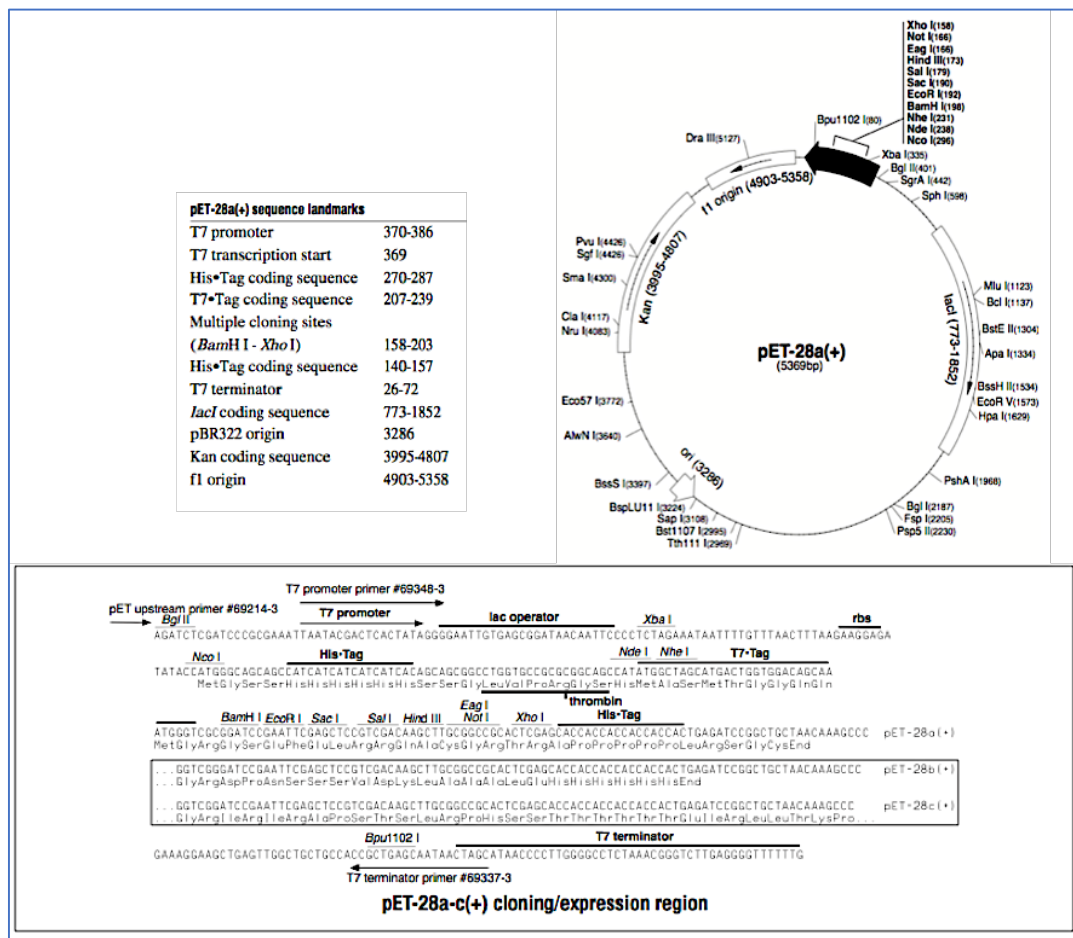 Xho I(158)
Not I(166)
Eag I(166)
Hind III(173)
Sal I(179)
Sac I(190)
EcoR I(192)
BamH I(198)
Nhe I(231)
Nde I(238)
Nco I(296)
Bpu1102 I(80)
Dra III(5127)
Xba I(335)
Bgl II(401)
SgrA I(442)
Sph I(598)
f1 origin (4903-5358)
Pvu I(4426)
Sgf I(4426)
Sma I(4300)
Kan (3995-4807)
Cla I(4117)
Nru I(4083)
Mlu I(1123)
Bcl I(1137)
BstE II(1304)
Apa I(1334)
lacI (773-1852)
BssH II(1534)
EcoR V(1573)
Hpa I(1629)
pET-28a(+)
(5369bp)
Eco57 I(3772)
AlwN I(3640)
ori (3286)
BssS I(3397)
BspLU11 I(3224)
Sap I(3108)
Bst1107 I(2995)
Tth111 I(2969)
PshA I(1968)
Bgl I(2187)
Fsp I(2205)
Psp5 II(2230)
pET-28a(+) sequence landmarks
T7 promoter 370-386
T7 transcription start 369
His•Tag coding sequence 270-287
T7•Tag coding sequence 207-239
Multiple cloning sites
(BamH I - Xho I) 158-203
His•Tag coding sequence 140-157
T7 terminator 26-72
lacI coding sequence 773-1852
pBR322 origin 3286
Kan coding sequence 3995-4807
f1 origin 4903-5358
T7 promoter primer #69348-3
pET upstream primer #69214-3
Bgl II T7 promoter lac operator Xba I rbs
AGATCTCGATCCCGCGAAATTAATACGACTCACTATAGGGGAATTGTGAGCGGATAACAATTCCCCTCTAGAAATAATTTTGTTTAACTTTAAGAAGGAGA
Nco I His•Tag Nde I Nhe I T7•Tag
TATACCATGGGCAGCAGCCATCATCATCATCATCACAGCAGCGGCCTGGTGCCGCGCGGCAGCCATATGGCTAGCATGACTGGTGGACAGCAA
MetGlySerSerHisHisHisHisHisHisSerSerGlyLeuValProArgGlySerHisMetAlaSerMetThrGlyGlyGlnGln
thrombin
BamH I EcoR I Sac I Sal I Hind III Eag I Not I Xho I His•Tag
ATGGGTCGCGGATCCGAATTCGAGCTCCGTCGACAAGCTTGCGGCCGCACTCGAGCACCACCACCACCACCACTGAGATCCGGCTGCTAACAAAGCCC pET-28a(+)
MetGlyArgGlySerGluPheGluLeuArgArgGlnAlaCysGlyArgThrArgAlaProProProProProLeuArgSerGlyCysEnd
...GGTCGGGATCCGAATTCGAGCTCCGTCGACAAGCTTGCGGCCGCACTCGAGCACCACCACCACCACCACTGAGATCCGGCTGCTAACAAAGCCC pET-28b(+)
...GlyArgAspProAsnSerSerSerValAspLysLeuAlaAlaAlaLeuGluHisHisHisHisHisHisEnd
...GGTCGGATCCGAATTCGAGCTCCGTCGACAAGCTTGCGGCCGCACTCGAGCACCACCACCACCACCACTGAGATCCGGCTGCTAACAAAGCCC pET-28c(+)
...GlyArgIleArgIleArgAlaProSerThrSerLeuArgProHisSerSerThrThrThrThrThrThrGluIleArgLeuLeuThrLysPro...
Bpu1102 I T7 terminator
GAAAGGAAGCTGAGTTGGCTGCTGCCACCGCTGAGCAATAACTAGCATAACCCCTTGGGGCCTCTAAACGGGTCTTGAGGGGTTTTTTG
T7 terminator primer #69337-3
pET-28a-c(+) cloning/expression region